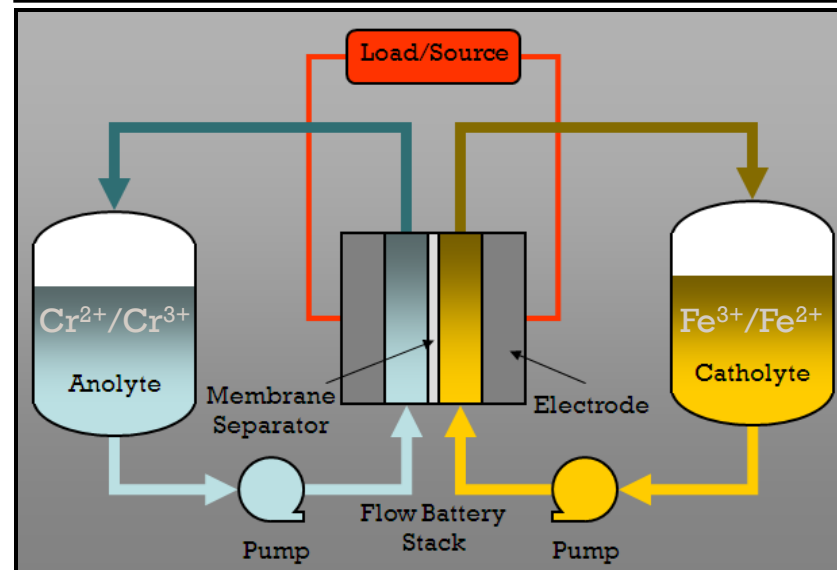 Load/Source
Cr²⁺/Cr³⁺
Anolyte
Fe³⁺/Fe²⁺
Catholyte
Membrane
Separator
Electrode
Flow Battery
Stack
Pump
Pump